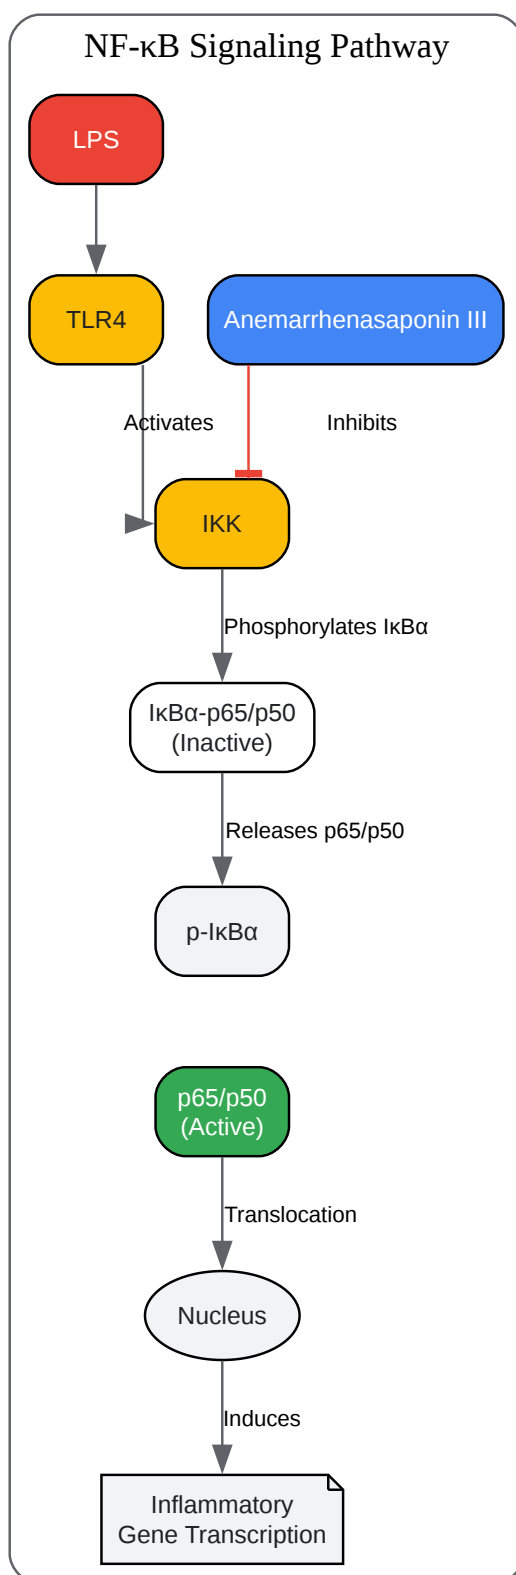 NF-κB Signaling Pathway
LPS
TLR4
Anemarrhenasaponin III
Activates
Inhibits
IKK
Phosphorylates IκBα
IκBα-p65/p50
(Inactive)
Releases p65/p50
p-IκBα
p65/p50
(Active)
Translocation
Nucleus
Induces
Inflammatory
Gene Transcription